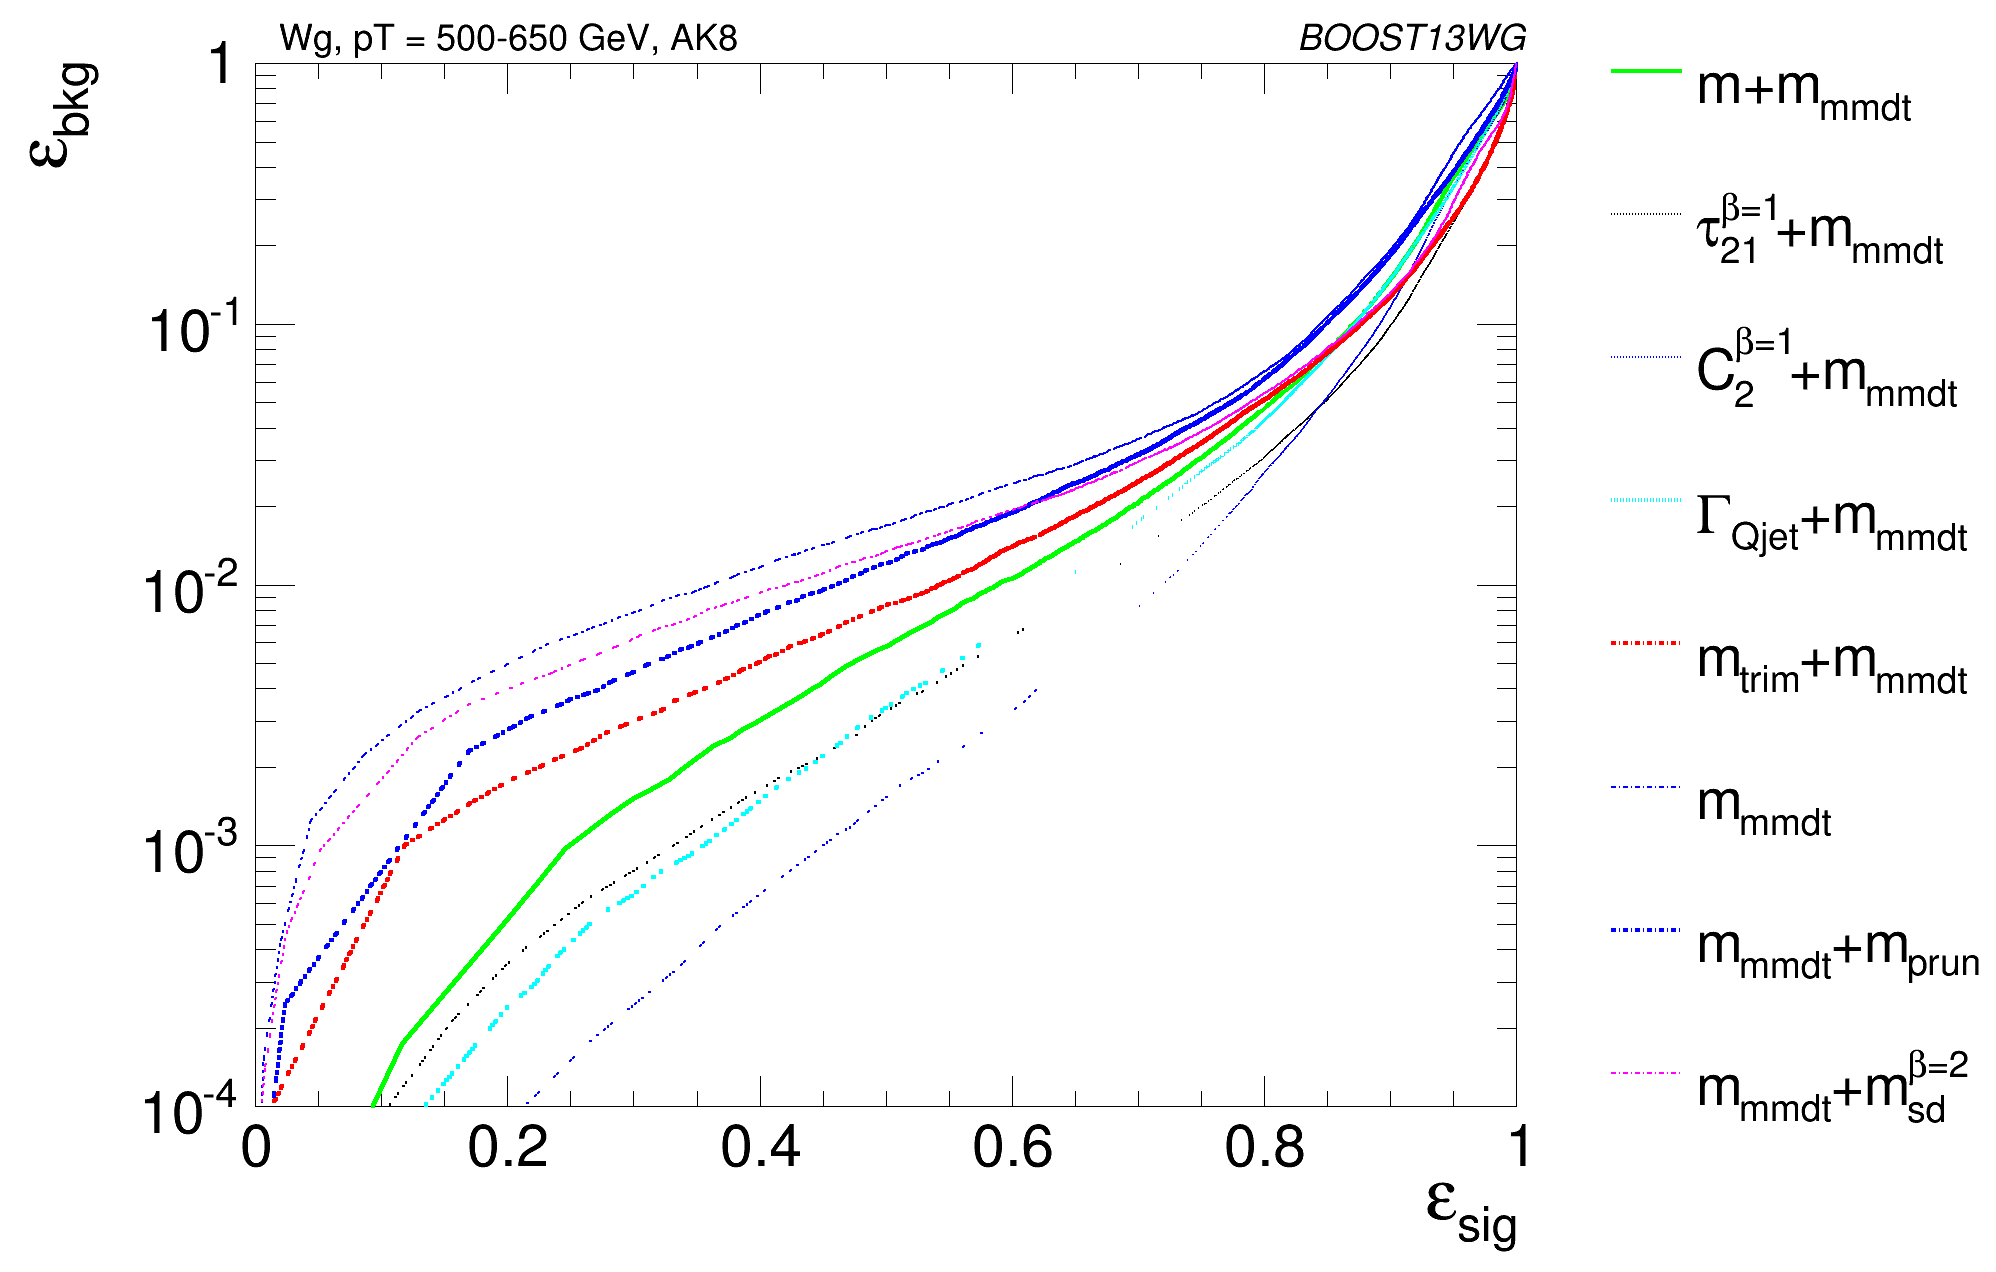 Wg, pT = 500-650 GeV, AK8
BOOST13WG
ε_bkg
1
10^-1
10^-2
10^-3
10^-4
0 0.2 0.4 0.6 0.8 1
ε_sig
m+m_mmdt
τ_21^β=1+m_mmdt
C_2^β=1+m_mmdt
Γ_Qjet+m_mmdt
m_trim+m_mmdt
m_mmdt
m_mmdt+m_prun
m_mmdt+m_sd^β=2